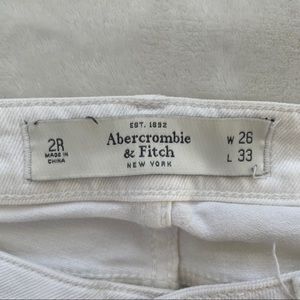 EST. 1892
2R
MADE IN
CHINA
Abercrombie
& Fitch
NEW YORK
W 26
L 33